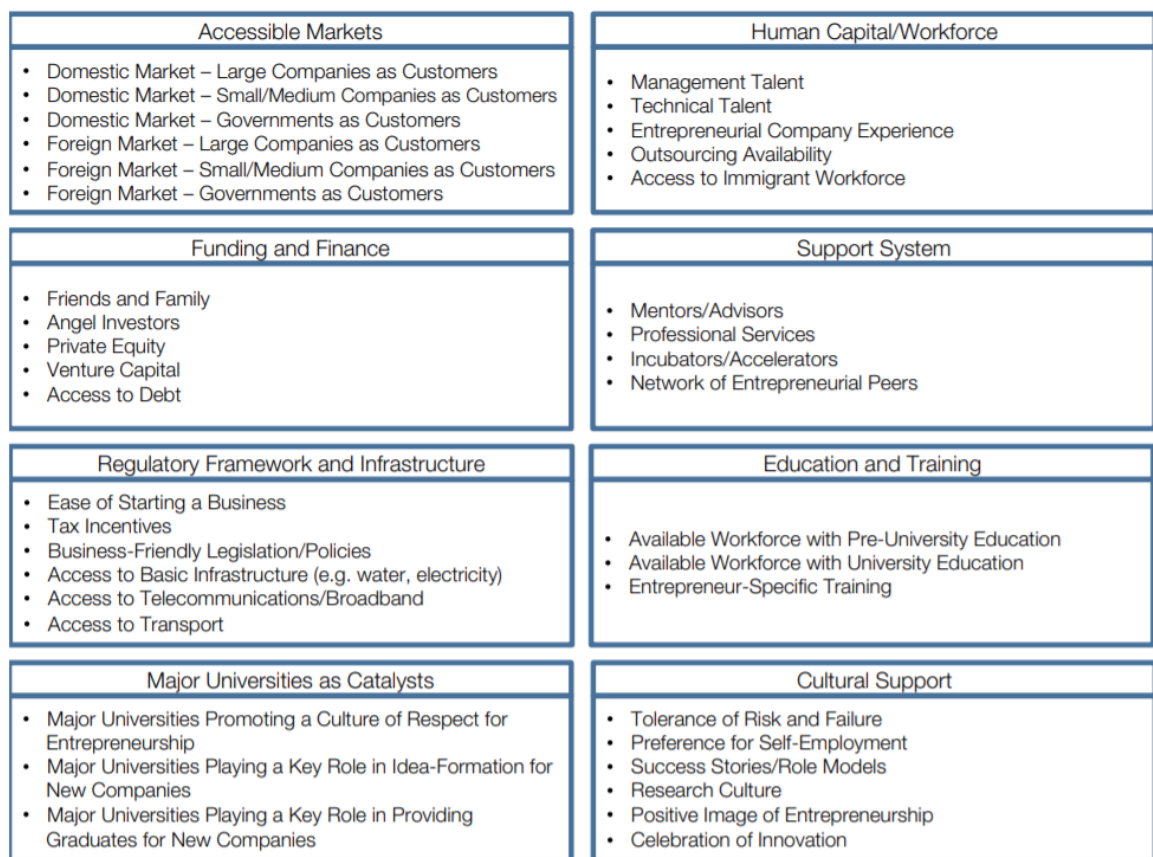 Accessible Markets
• Domestic Market – Large Companies as Customers
• Domestic Market – Small/Medium Companies as Customers
• Domestic Market – Governments as Customers
• Foreign Market – Large Companies as Customers
• Foreign Market – Small/Medium Companies as Customers
• Foreign Market – Governments as Customers
Human Capital/Workforce
• Management Talent
• Technical Talent
• Entrepreneurial Company Experience
• Outsourcing Availability
• Access to Immigrant Workforce
Funding and Finance
• Friends and Family
• Angel Investors
• Private Equity
• Venture Capital
• Access to Debt
Support System
• Mentors/Advisors
• Professional Services
• Incubators/Accelerators
• Network of Entrepreneurial Peers
Regulatory Framework and Infrastructure
• Ease of Starting a Business
• Tax Incentives
• Business-Friendly Legislation/Policies
• Access to Basic Infrastructure (e.g. water, electricity)
• Access to Telecommunications/Broadband
• Access to Transport
Education and Training
• Available Workforce with Pre-University Education
• Available Workforce with University Education
• Entrepreneur-Specific Training
Major Universities as Catalysts
• Major Universities Promoting a Culture of Respect for
Entrepreneurship
• Major Universities Playing a Key Role in Idea-Formation for
New Companies
• Major Universities Playing a Key Role in Providing
Graduates for New Companies
Cultural Support
• Tolerance of Risk and Failure
• Preference for Self-Employment
• Success Stories/Role Models
• Research Culture
• Positive Image of Entrepreneurship
• Celebration of Innovation